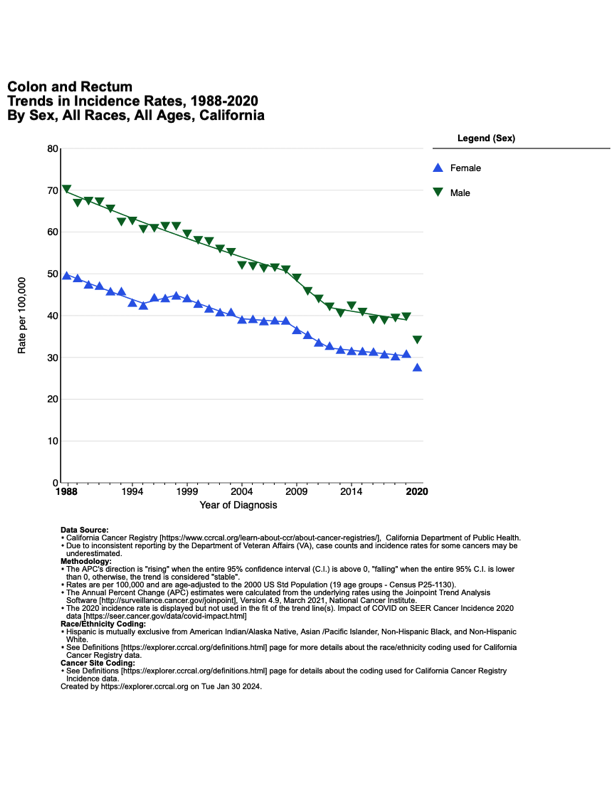 Colon and Rectum
Trends in Incidence Rates, 1988-2020
By Sex, All Races, All Ages, California
Legend (Sex)
Female
Male
80
70
60
50
40
30
20
10
0
Rate per 100,000
1988 1994 1999 2004 2009 2014 2020
Year of Diagnosis
Data Source:
• California Cancer Registry [https://www.ccrcal.org/learn-about-ccr/about-cancer-registries/], California Department of Public Health.
• Due to inconsistent reporting by the Department of Veteran Affairs (VA), case counts and incidence rates for some cancers may be
underestimated.
Methodology:
• The APC's direction is "rising" when the entire 95% confidence interval (C.I.) is above 0, "falling" when the entire 95% C.I. is lower
than 0, otherwise, the trend is considered "stable".
• Rates are per 100,000 and are age-adjusted to the 2000 US Std Population (19 age groups - Census P25-1130).
• The Annual Percent Change (APC) estimates were calculated from the underlying rates using the Joinpoint Trend Analysis
Software [http://surveillance.cancer.gov/joinpoint], Version 4.9, March 2021, National Cancer Institute.
• The 2020 incidence rate is displayed but not used in the fit of the trend line(s). Impact of COVID on SEER Cancer Incidence 2020
data [https://seer.cancer.gov/data/covid-impact.html]
Race/Ethnicity Coding:
• Hispanic is mutually exclusive from American Indian/Alaska Native, Asian /Pacific Islander, Non-Hispanic Black, and Non-Hispanic
White.
• See Definitions [https://explorer.ccrcal.org/definitions.html] page for more details about the race/ethnicity coding used for California
Cancer Registry data.
Cancer Site Coding:
• See Definitions [https://explorer.ccrcal.org/definitions.html] page for details about the coding used for California Cancer Registry
Incidence data.
Created by https://explorer.ccrcal.org on Tue Jan 30 2024.